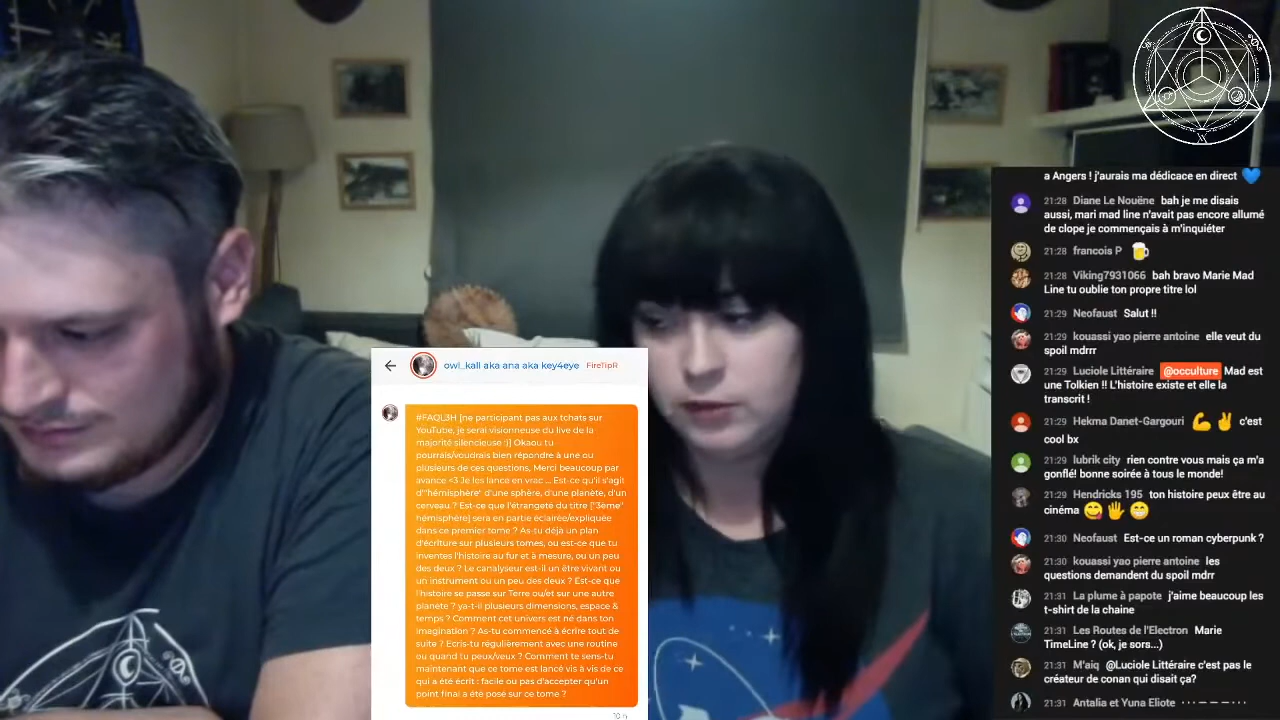 owl_kall aka ana aka key4eye FireTipR
#FAQL3H [ne participant pas aux tchats sur
YouTube, je serai visionneuse du live de la
majorité silencieuse :)] Okaou tu
pourrais/voudrais bien répondre à une ou
plusieurs de ces questions, Merci beaucoup par
avance <3 Je les lance en vrac ... Est-ce qu'il s'agit
d'"hémisphère" d'une sphère, d'une planète, d'un
cerveau ? Est-ce que l'étrangeté du titre ["3ème"
hémisphère] sera en partie éclairée/expliquée
dans ce premier tome ? As-tu déjà un plan
d'écriture sur plusieurs tomes, ou est-ce que tu
inventes l'histoire au fur et à mesure, ou un peu
des deux ? Le canalyseur est-il un être vivant ou
un instrument ou un peu des deux ? Est-ce que
l'histoire se passe sur Terre ou/et sur une autre
planète ? ya-t-il plusieurs dimensions, espace &
temps ? Comment cet univers est né dans ton
imagination ? As-tu commencé à écrire tout de
suite ? Ecris-tu régulièrement avec une routine
ou quand tu peux/veux ? Comment te sens-tu
maintenant que ce tome est lancé vis à vis de ce
qui a été écrit : facile ou pas d'accepter qu'un
point final a été posé sur ce tome ?
10 h
a Angers ! j'aurais ma dédicace en direct 💙
21:28 Diane Le Nouëne bah je me disais
aussi, mari mad line n'avait pas encore allumé
de clope je commençais à m'inquiéter
21:28 francois P 🍺
21:28 Viking7931066 bah bravo Marie Mad
Line tu oublie ton propre titre lol
21:29 Neofaust Salut !!
21:29 kouassi yao pierre antoine elle veut du
spoil mdrrr
21:29 Luciole Littéraire @occulture Mad est
une Tolkien !! L'histoire existe et elle la
transcrit !
21:29 Hekma Danet-Gargouri 💪✌ c'est
cool bx
21:29 lubrik city rien contre vous mais ça m'a
gonflé! bonne soirée à tous le monde!
21:29 Hendricks 195 ton histoire peux être au
cinéma 😋🖐😁
21:30 Neofaust Est-ce un roman cyberpunk ?
21:30 kouassi yao pierre antoine les
questions demandent du spoil mdrr
21:31 La plume à papote j'aime beaucoup les
t-shirt de la chaine
21:31 Les Routes de l'Electron Marie
TimeLine ? (ok, je sors...)
21:31 M'aiq @Luciole Littéraire c'est pas le
créateur de conan qui disait ça?
21:31 Antalia et Yuna Eliote